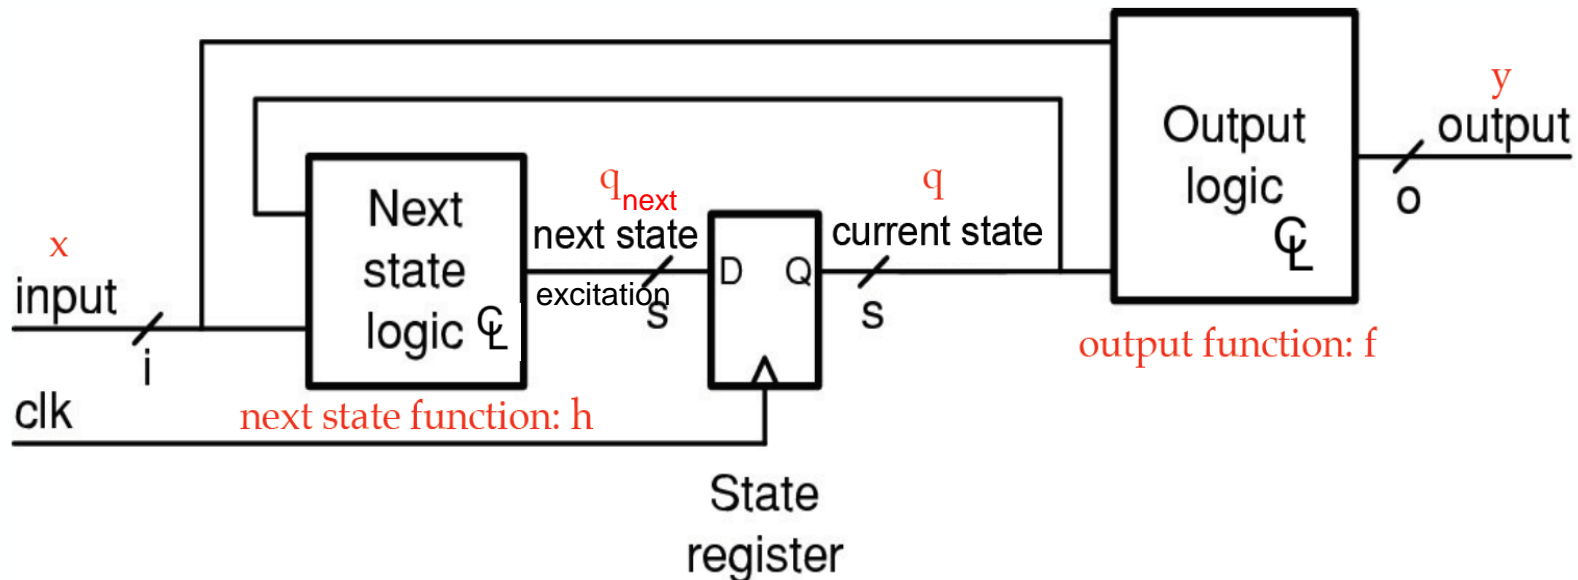 x
input
i
clk
Next
state
logic CL
next state function: h
qnext
next state
excitation
s
D
Q
State
register
q
current state
s
Output
logic
CL
output function: f
y
output
o